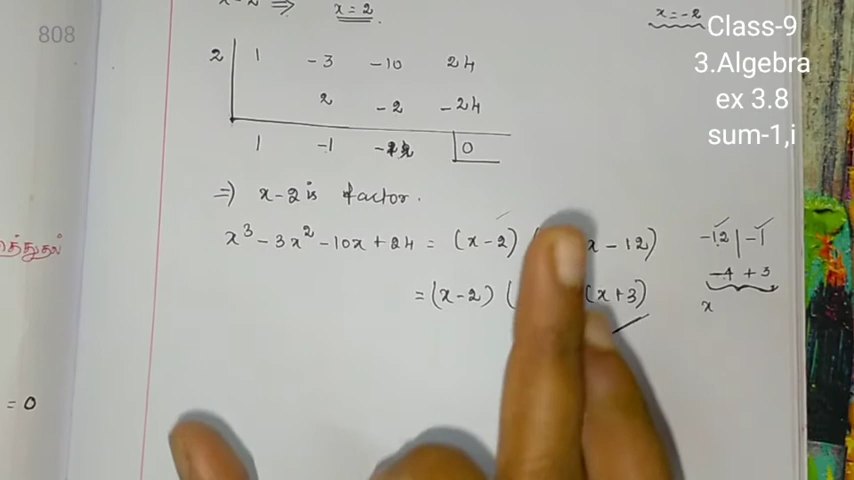 808
x-2 ⇒ x=2
x=-2
Class-9
3.Algebra
ex 3.8
sum-1,i
2 | 1 -3 -10 24
2 -2 -24
1 -1 0
⇒) x-2 is factor.
x³-3x²-10x+24 = (x-2) ( x-12)
-12 | -1
-4 +3
= (x-2) ( (x+3)
x
= 0